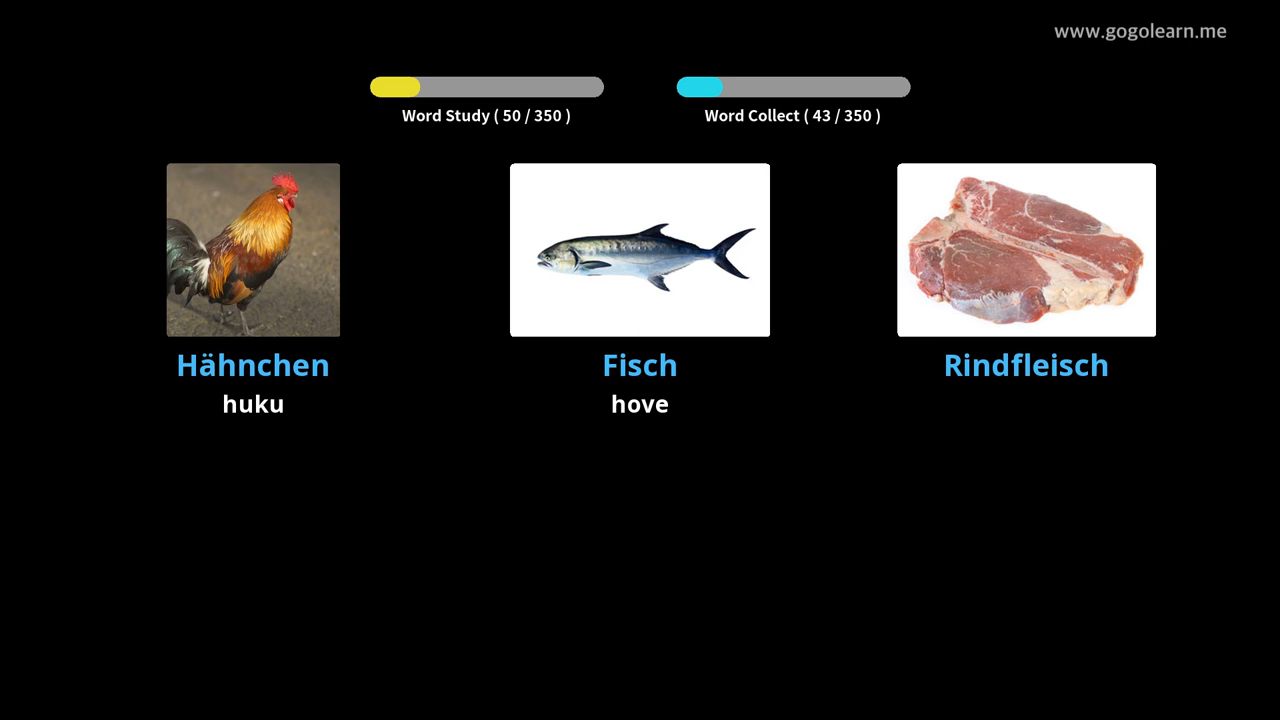 www.gogolearn.me
Word Study ( 50 / 350 )
Word Collect ( 43 / 350 )
Hähnchen
Fisch
Rindfleisch
huku
hove